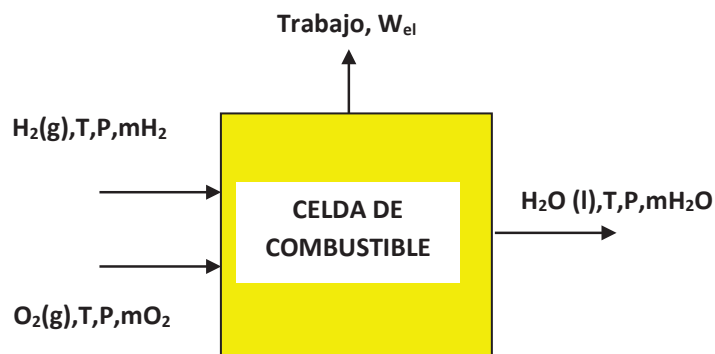 Trabajo, Wel
H2(g),T,P,mH2
CELDA DE
COMBUSTIBLE
H2O (l),T,P,mH2O
O2(g),T,P,mO2